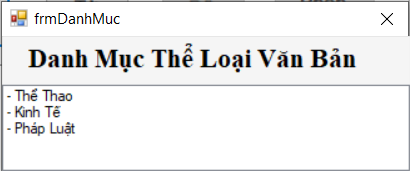 frmDanhMuc
Danh Mục Thể Loại Văn Bản
- Thể Thao
- Kinh Tế
- Pháp Luật